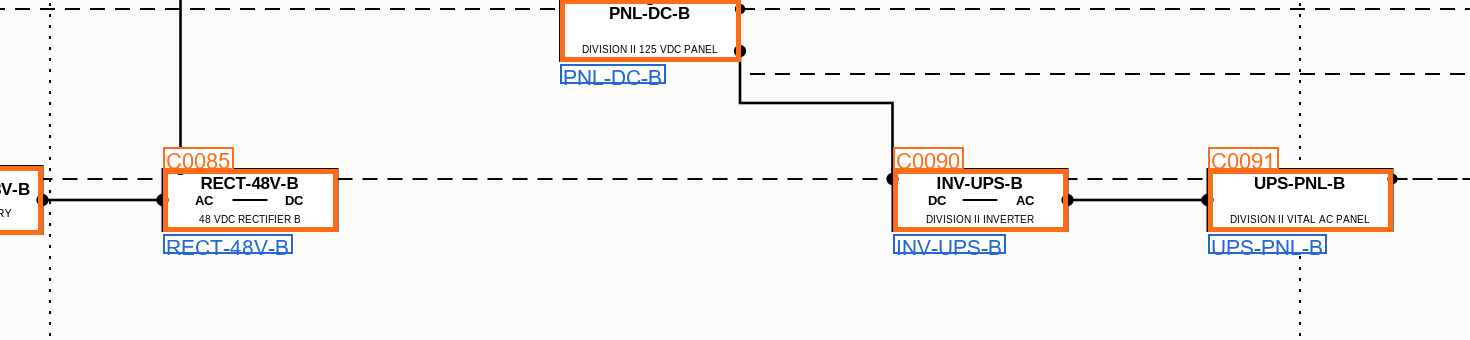 PNL-DC-B
DIVISION II 125 VDC PANEL
PNL-DC-B
V-B
RY
C0085
RECT-48V-B
AC DC
48 VDC RECTIFIER B
RECT-48V-B
C0090
INV-UPS-B
DC AC
DIVISION II INVERTER
INV-UPS-B
C0091
UPS-PNL-B
DIVISION II VITAL AC PANEL
UPS-PNL-B